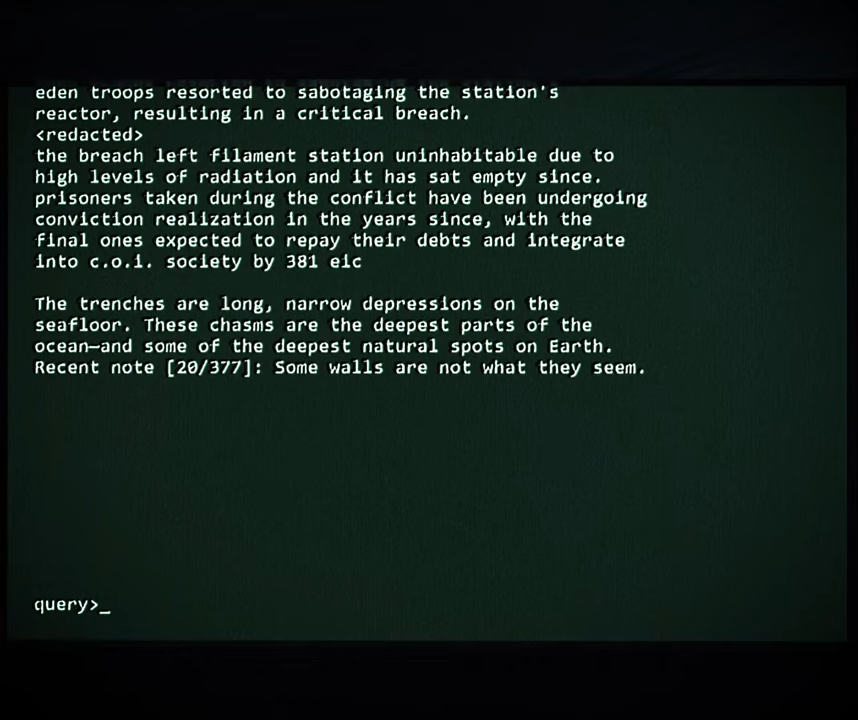 eden troops resorted to sabotaging the station's
reactor, resulting in a critical breach.
<redacted>
the breach left filament station uninhabitable due to
high levels of radiation and it has sat empty since.
prisoners taken during the conflict have been undergoing
conviction realization in the years since, with the
final ones expected to repay their debts and integrate
into c.o.i. society by 381 eic
The trenches are long, narrow depressions on the
seafloor. These chasms are the deepest parts of the
ocean—and some of the deepest natural spots on Earth.
Recent note [20/377]: Some walls are not what they seem.
query>_